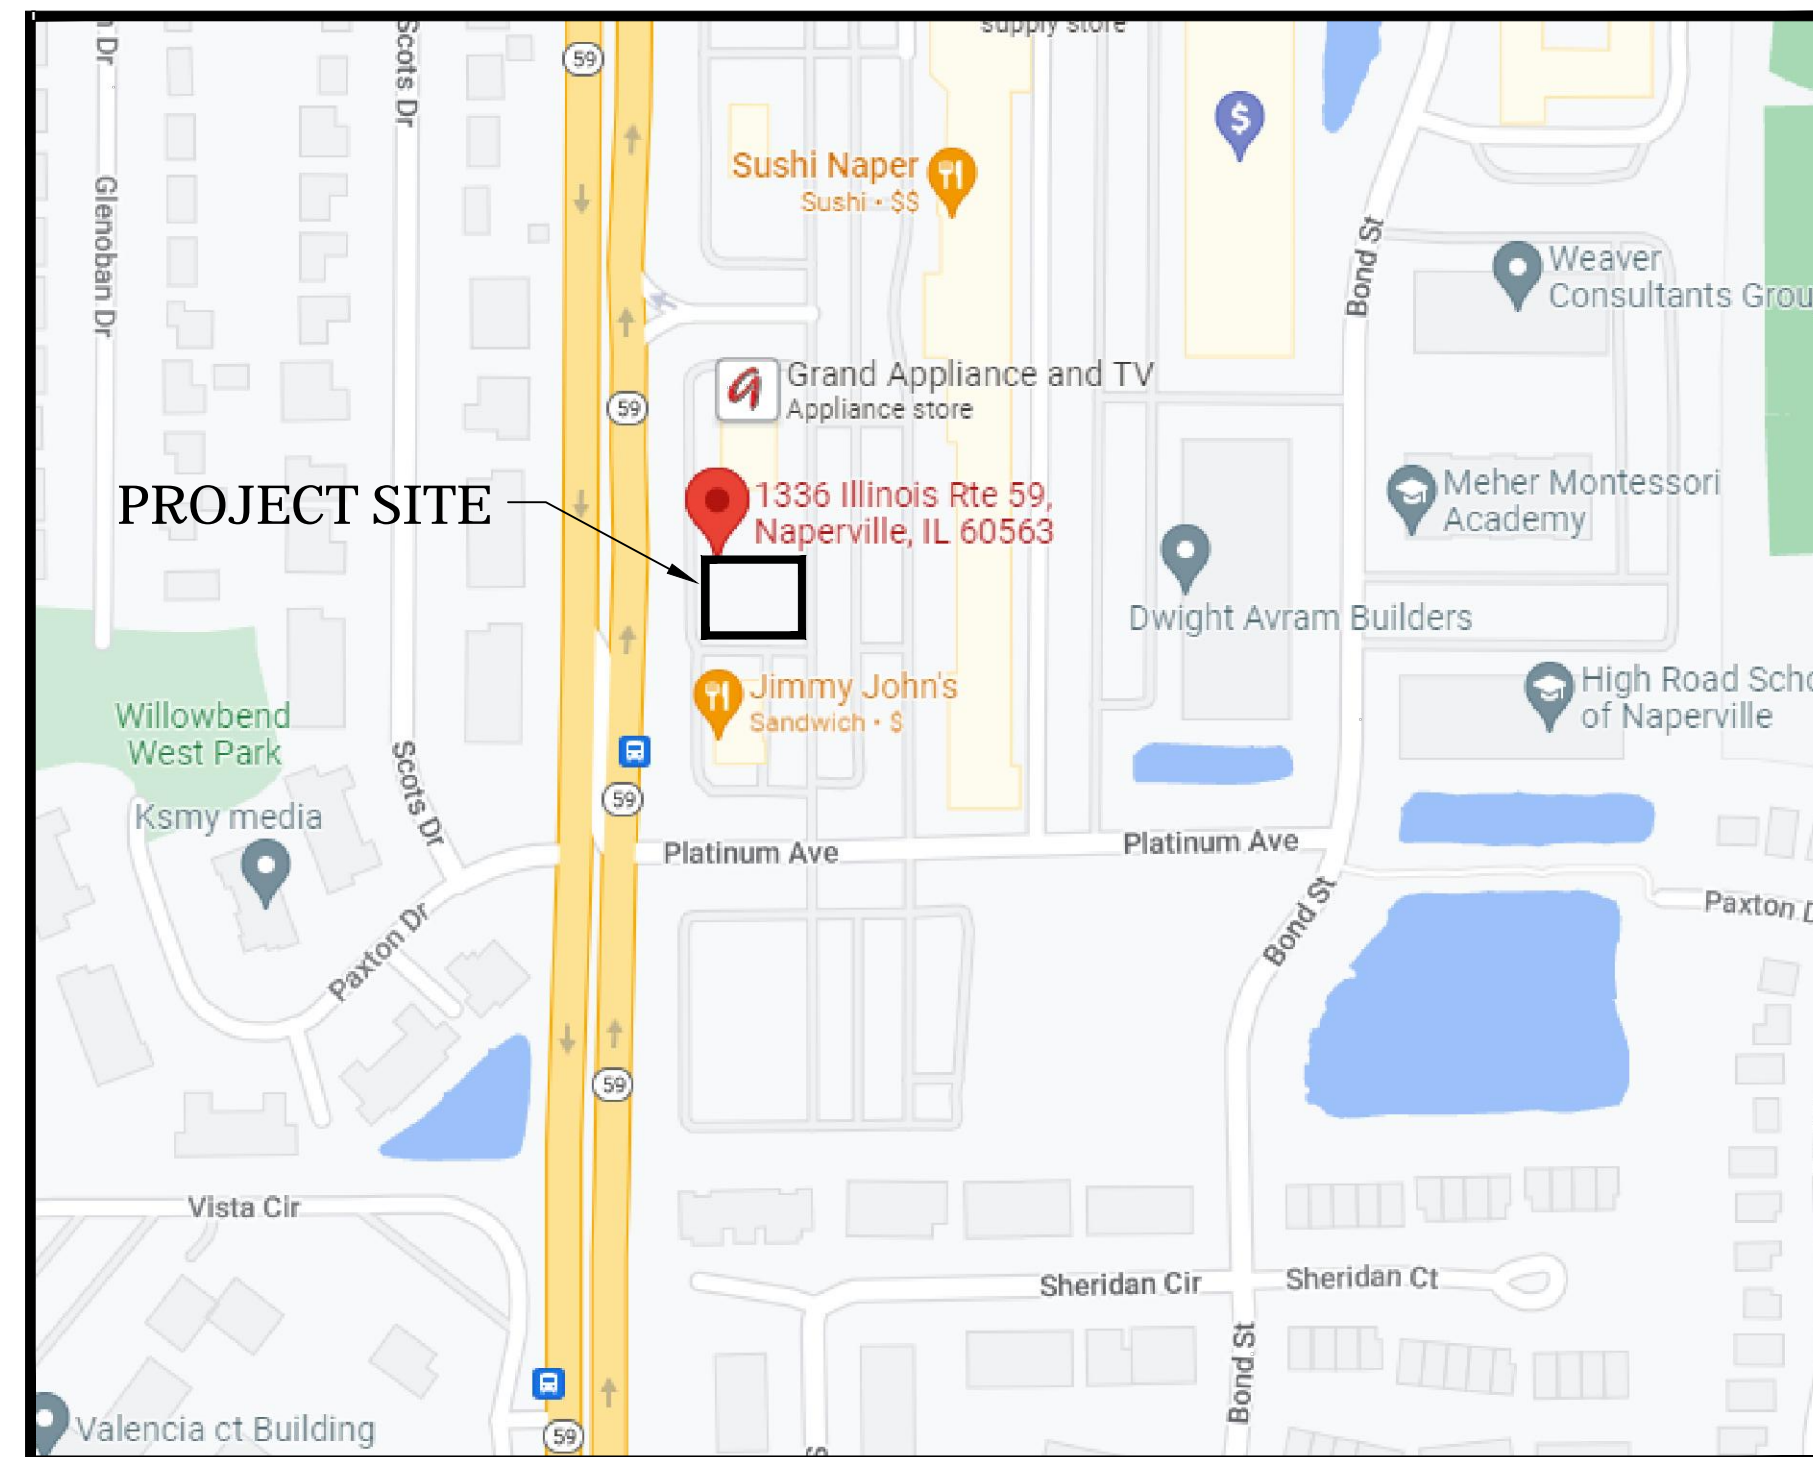 supply store
Dr
Scots Dr
59
Sushi Naper
Sushi • $$
$
Glenoban Dr
Bond St
Weaver
Consultants Grou
Grand Appliance and TV
Appliance store
59
PROJECT SITE
1336 Illinois Rte 59,
Naperville, IL 60563
Meher Montessori
Academy
Dwight Avram Builders
High Road Scho
of Naperville
Jimmy John's
Sandwich • $
Willowbend
West Park
Scots Dr
Ksmy media
59
Platinum Ave
Platinum Ave
Bond St
Paxton D
Paxton Dr
59
Vista Cir
Sheridan Cir
Sheridan Ct
Bond St
Valencia ct Building
59